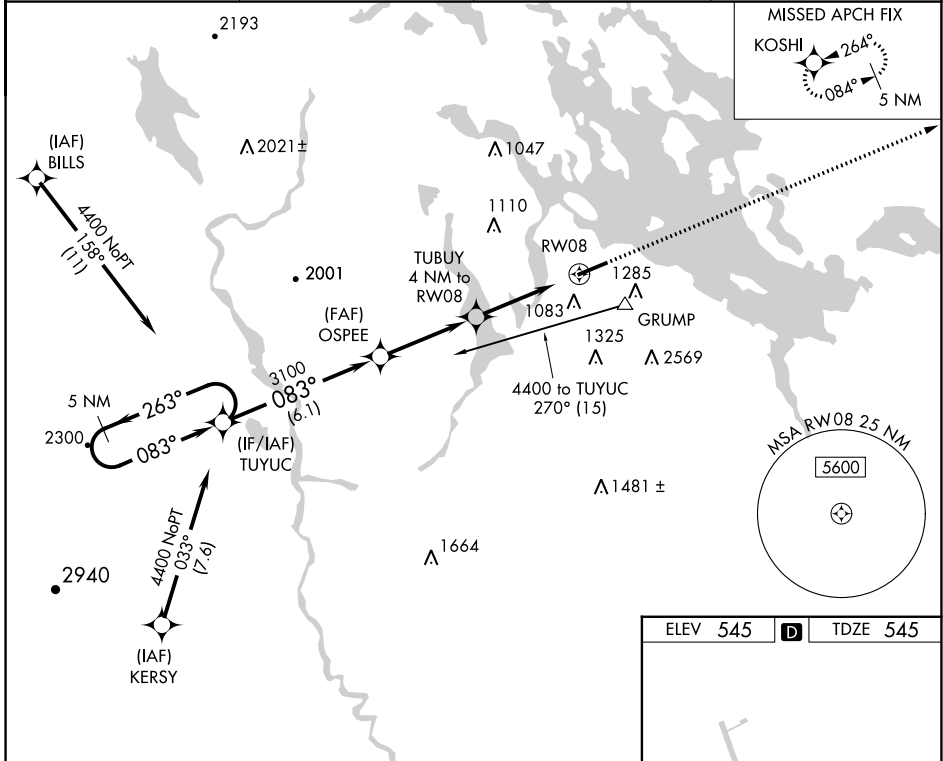 2193
MISSED APCH FIX
KOSHI
264°
084°
5 NM
(IAF)
BILLS
2021±
1047
4400 NoPT
158°
(11)
1110
TUBUY
4 NM to
RW08
RW08
2001
1285
1083
GRUMP
(FAF)
OSPEE
1325
2569
3100
083°
(6.1)
4400 to TUYUC
270° (15)
5 NM
263°
083°
2300
(IF/IAF)
TUYUC
MSA RW08 25 NM
5600
1481 ±
4400 NoPT
033°
(7.6)
1664
2940
(IAF)
KERSY
ELEV 545 D TDZE 545